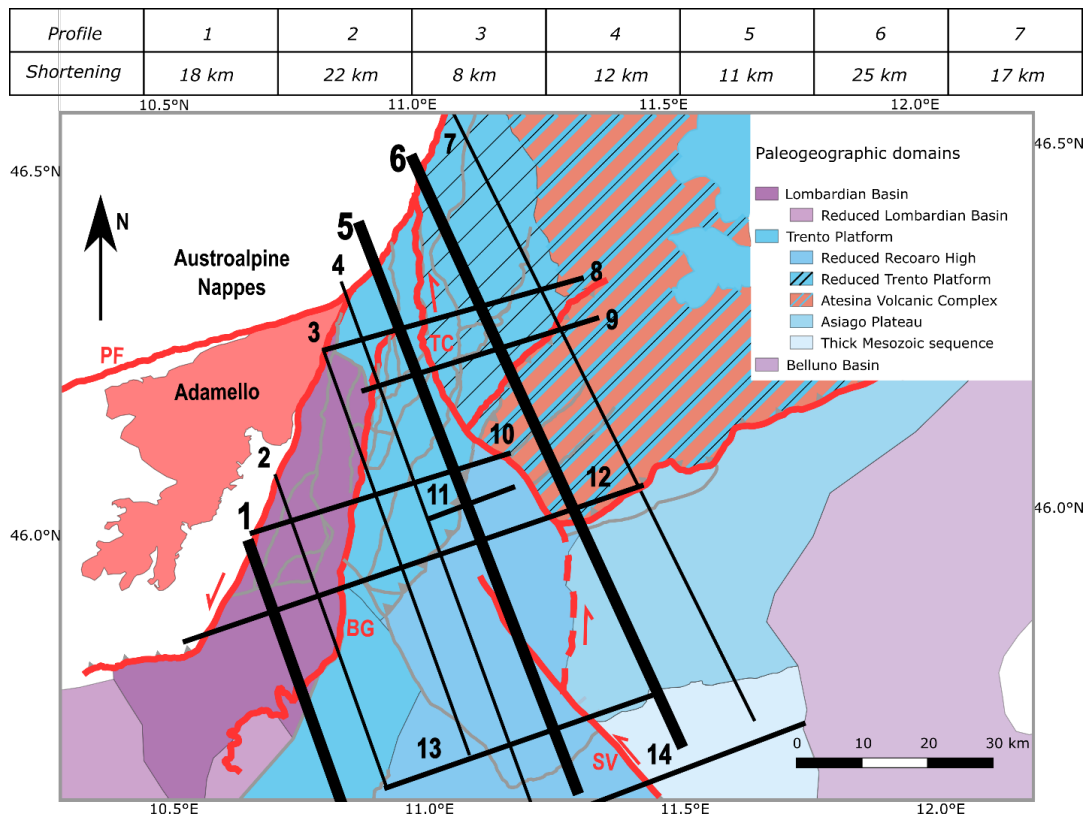 Profile 1 2 3 4 5 6 7
Shortening 18 km 22 km 8 km 12 km 11 km 25 km 17 km
10.5°N 11.0°E 11.5°E 12.0°E
46.5°N 46.5°N
N
Austroalpine
Nappes
PF
Adamello
7
6
5
4
3
8
9
TC
Paleogeographic domains
Lombardian Basin
Reduced Lombardian Basin
Trento Platform
Reduced Recoaro High
Reduced Trento Platform
Atesina Volcanic Complex
Asiago Plateau
Thick Mesozoic sequence
Belluno Basin
10
2
11
12
1
46.0°N 46.0°N
BG
13
SV
14
0 10 20 30 km
10.5°E 11.0°E 11.5°E 12.0°E